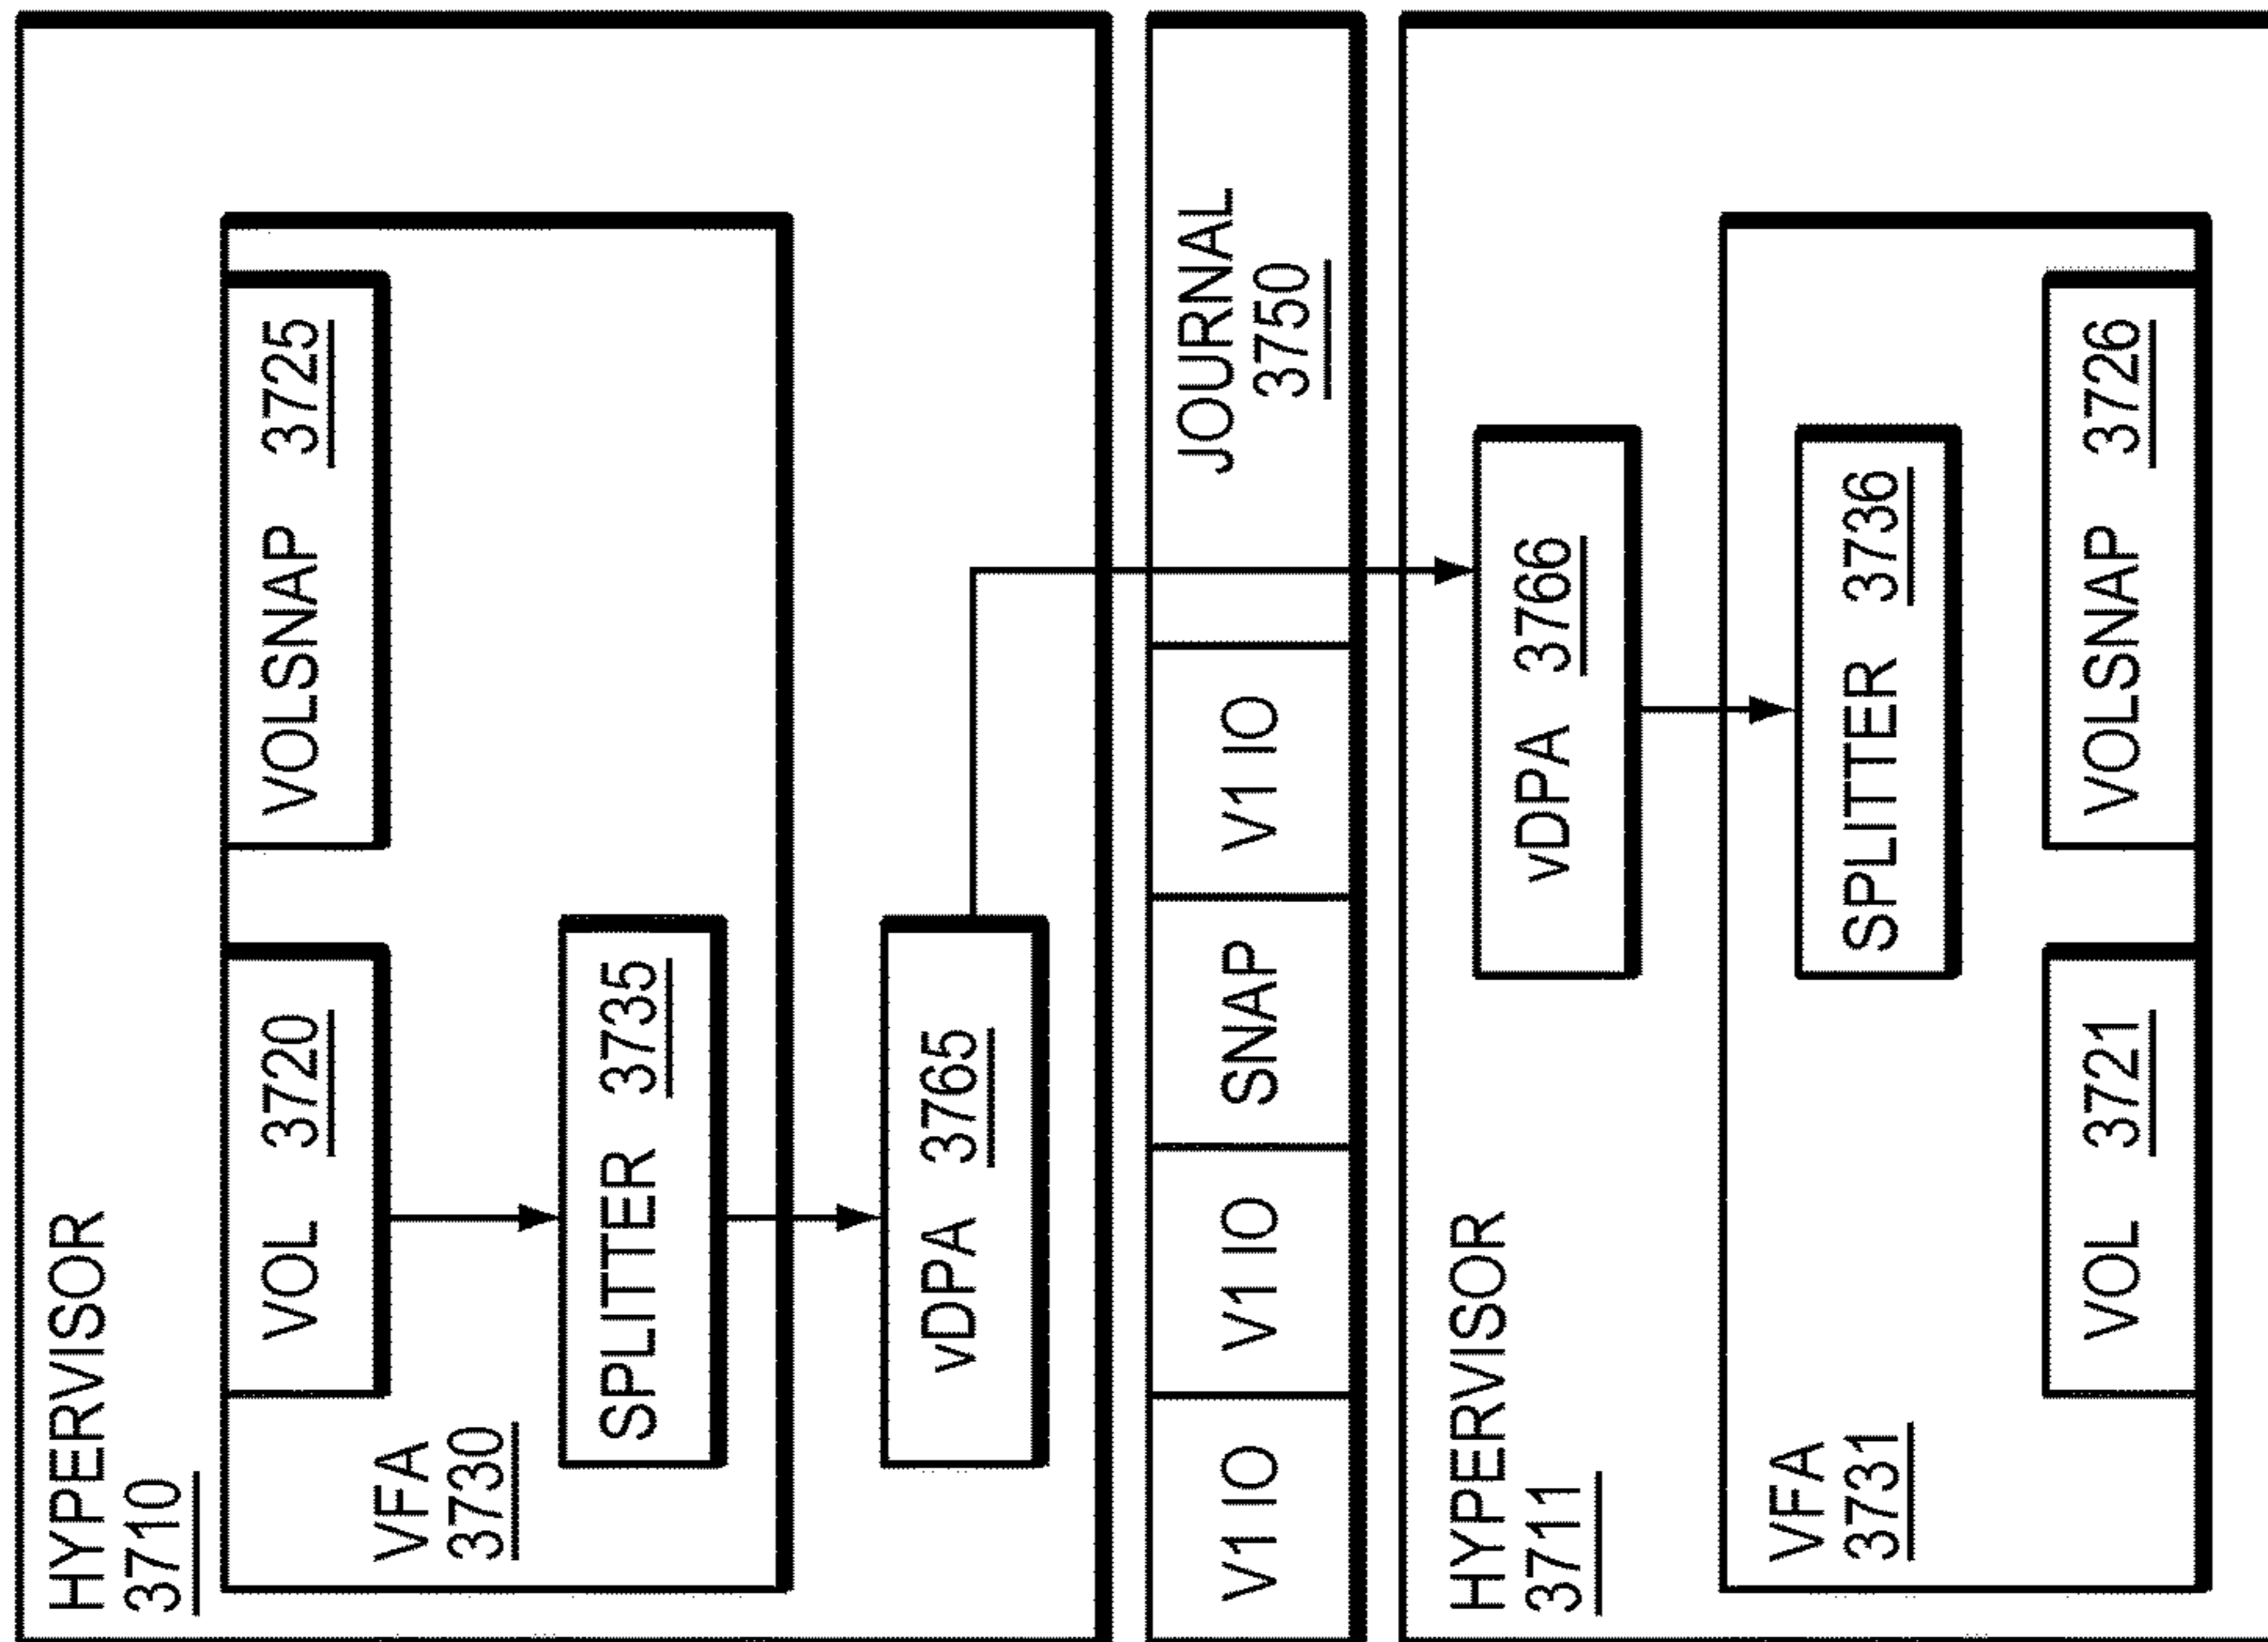 HYPERVISOR
3710
VOL 3720
VOLSNAP 3725
VFA
3730
SPLITTER 3735
vDPA 3765
V1 IO
V1 IO
SNAP
V1 IO
JOURNAL
3750
HYPERVISOR
3711
vDPA 3766
VFA
3731
SPLITTER 3736
VOL 3721
VOLSNAP 3726